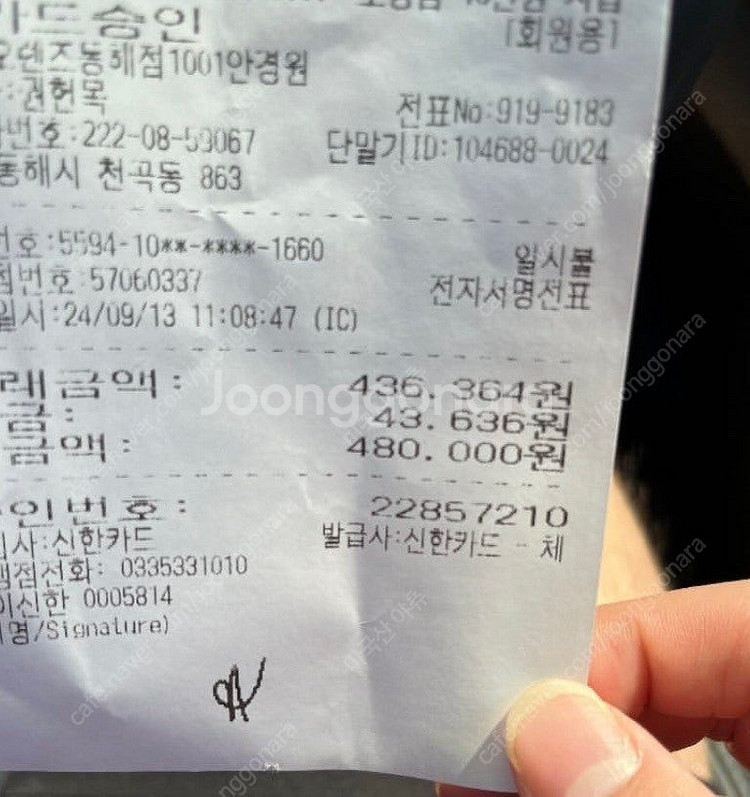 카드승인
[회원용]
오렌즈동해점1001안경원
:권헌목
전표No:919-9183
번호:222-08-59067
단말기ID:104688-0024
동해시 천곡동 863
번호:5594-10**-****-1660
일시불
번호:57060337
전자서명전표
일시:24/09/13 11:08:47 (IC)
래금액: 436.364원
금: 43.636원
금액: 480.000원
인번호: 22857210
사:신한카드
발급사:신한카드 - 체
점전화: 0335331010
이신한 0005814
명/Signature)
Joonggonara